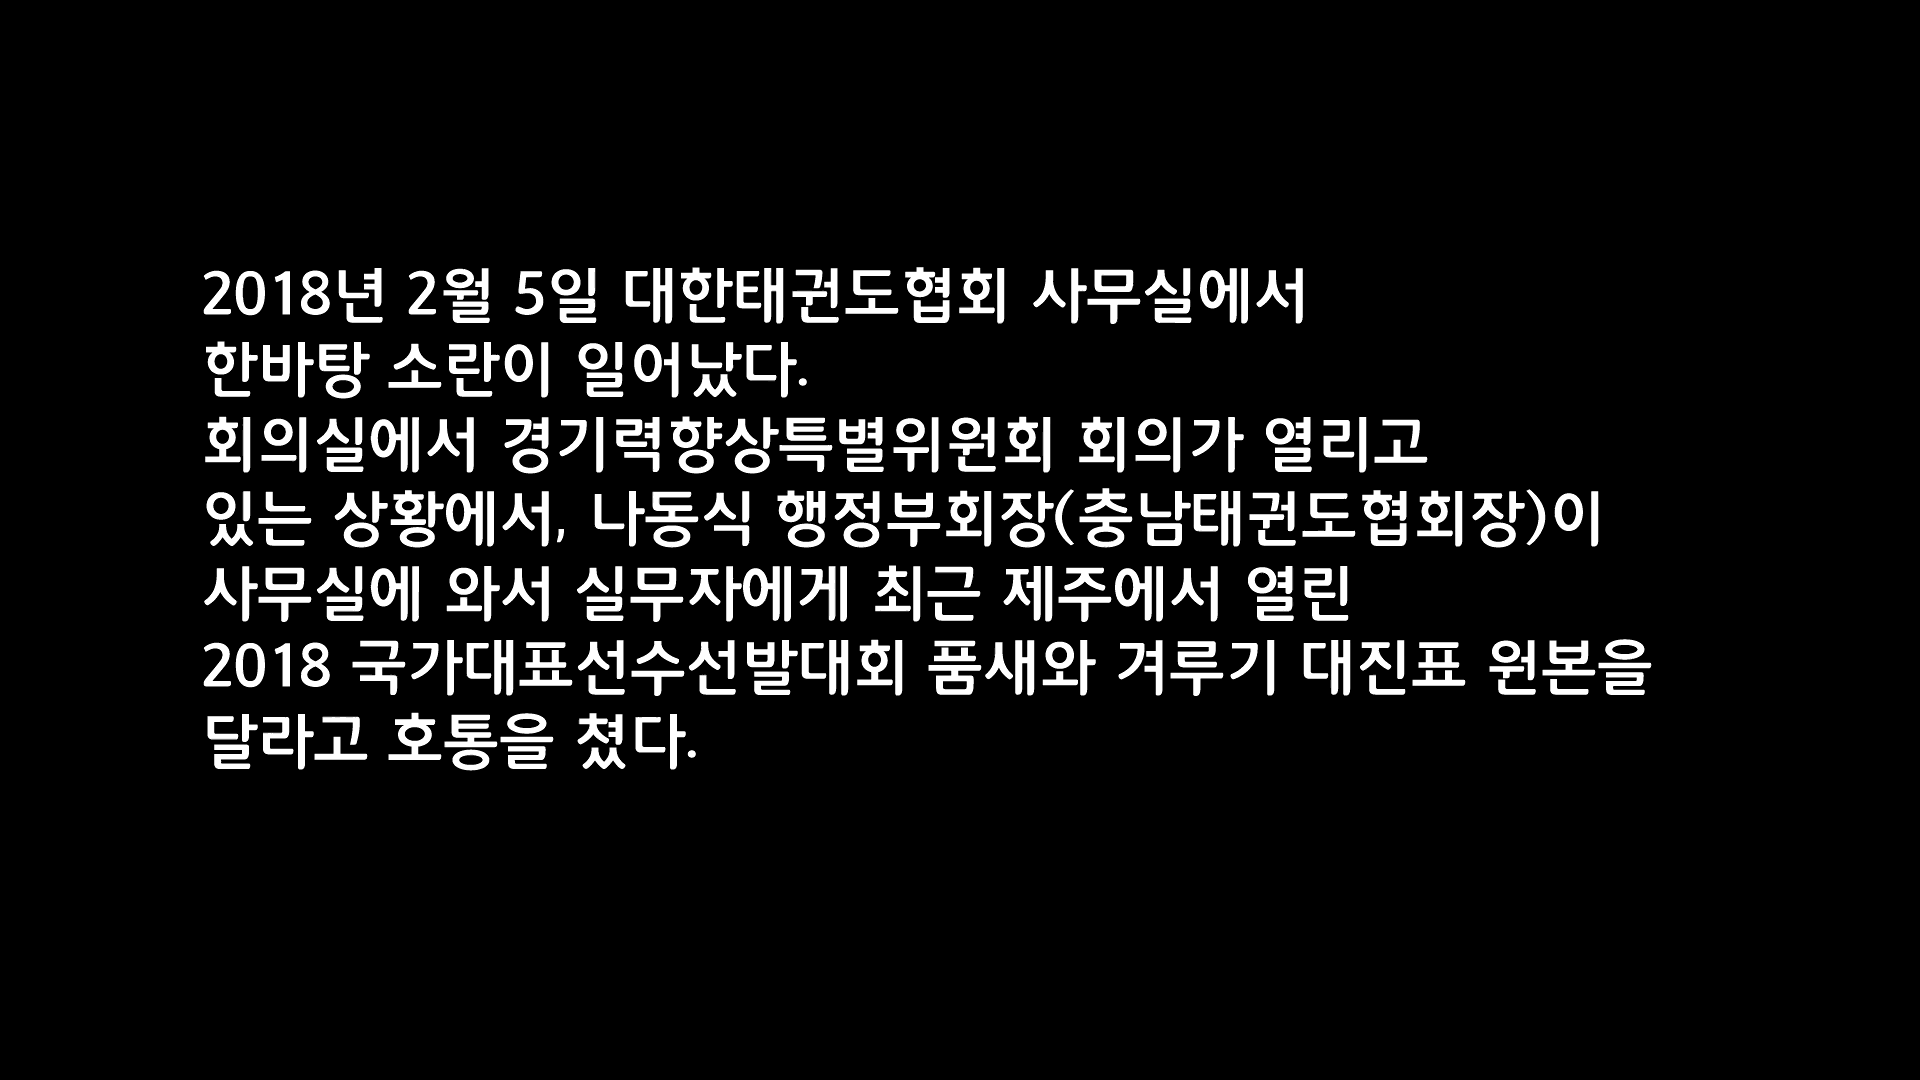 2018년 2월 5일 대한태권도협회 사무실에서
한바탕 소란이 일어났다.
회의실에서 경기력향상특별위원회 회의가 열리고
있는 상황에서, 나동식 행정부회장(충남태권도협회장)이
사무실에 와서 실무자에게 최근 제주에서 열린
2018 국가대표선수선발대회 품새와 겨루기 대진표 원본을
달라고 호통을 쳤다.